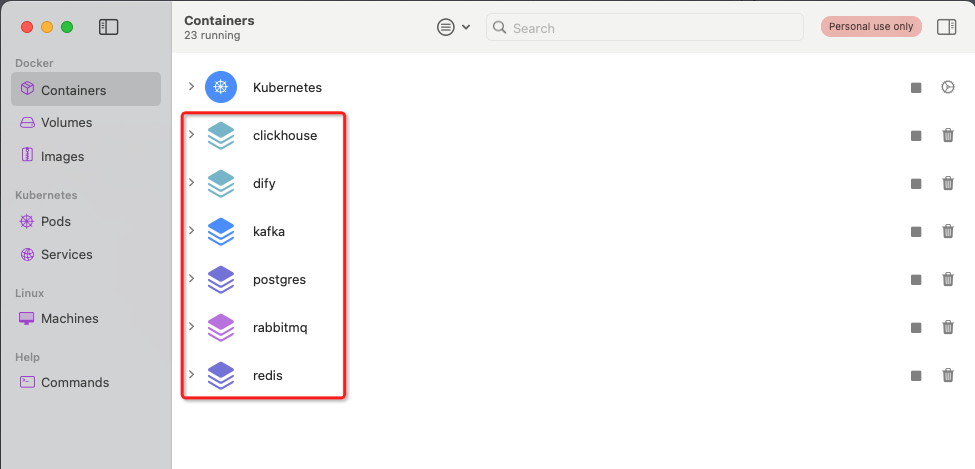 Containers
23 running
Search
Personal use only
Docker
Containers
Volumes
Images
Kubernetes
Pods
Services
Linux
Machines
Help
Commands
Kubernetes
clickhouse
dify
kafka
postgres
rabbitmq
redis